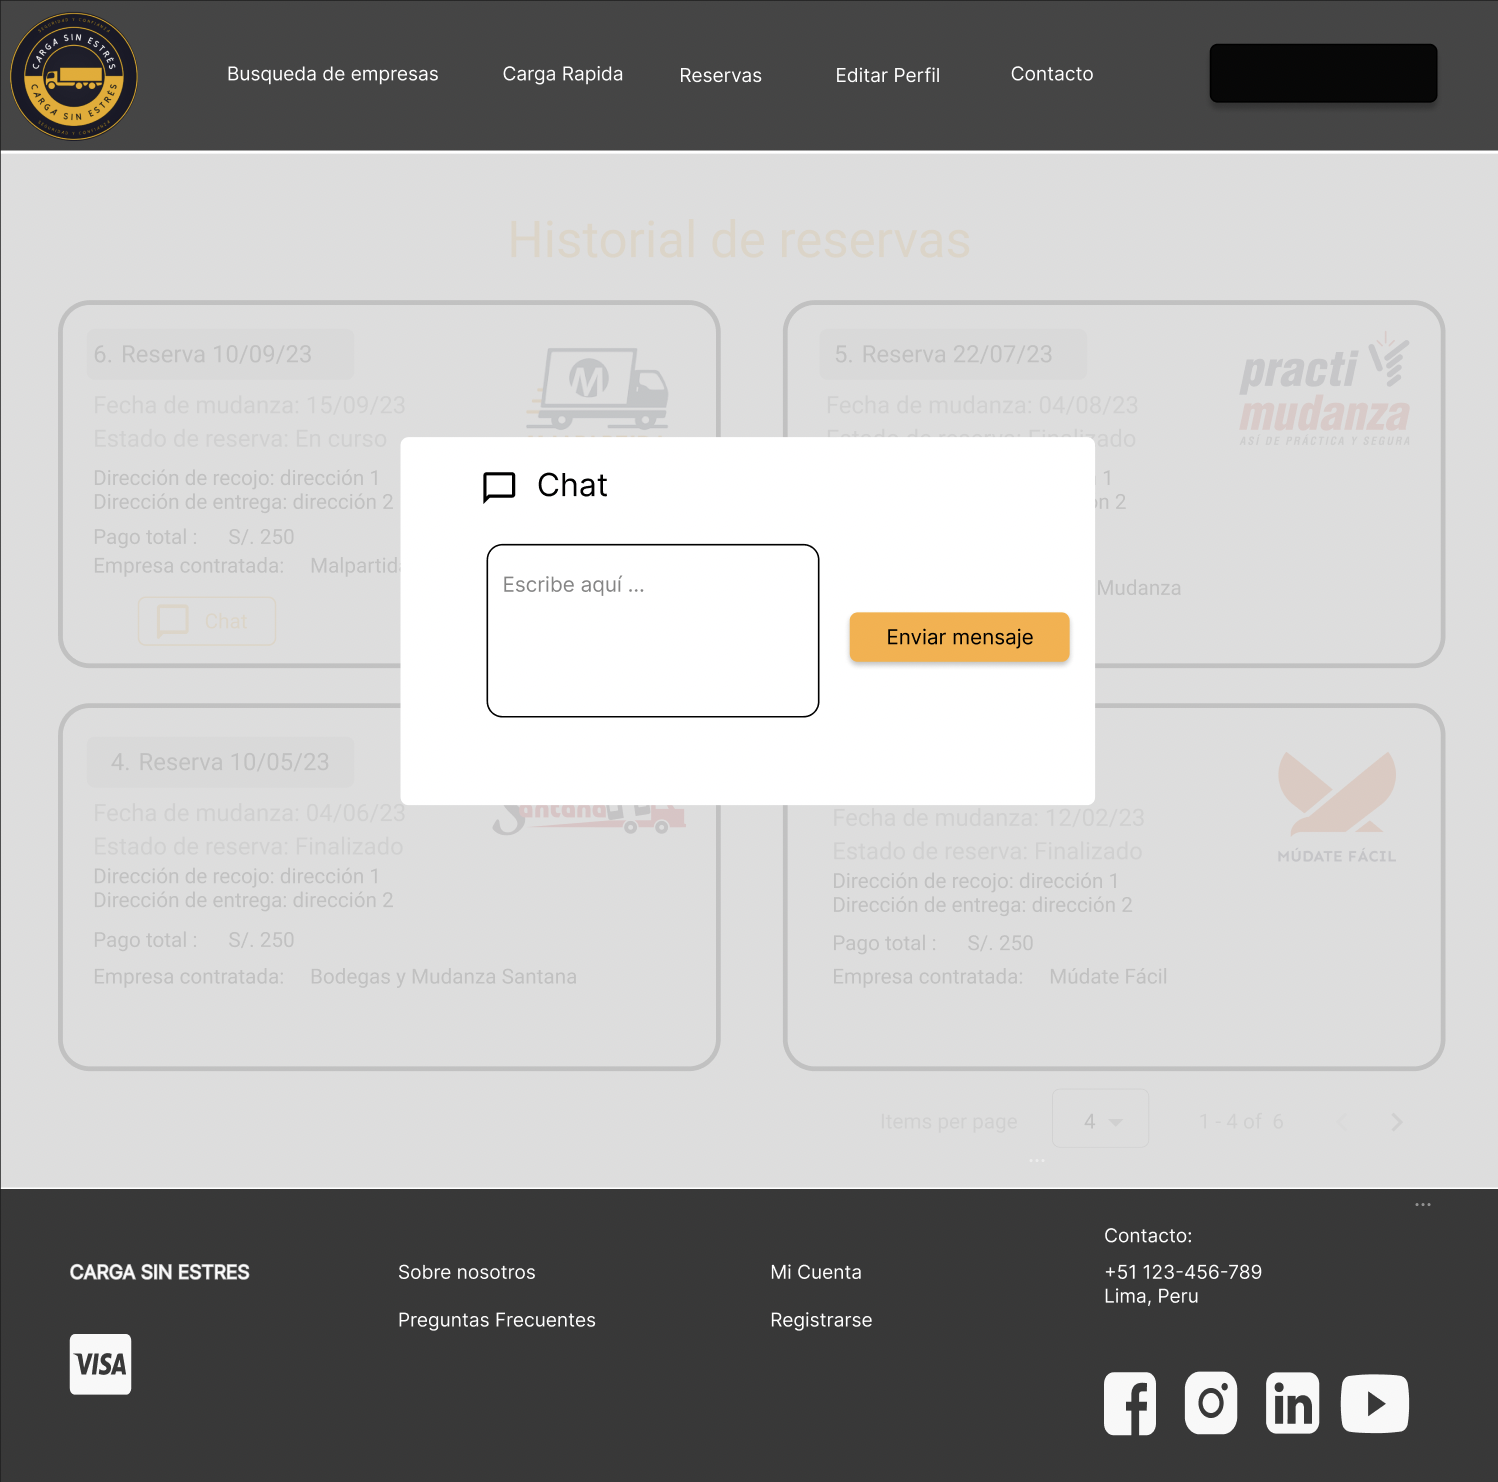 SEGURIDAD Y CONFIANZA
CARGA SIN ESTRÉS
CARGA SIN ESTRÉS
SEGURIDAD Y CONFIANZA
Busqueda de empresas
Carga Rapida
Reservas
Editar Perfil
Contacto
Historial de reservas
6. Reserva 10/09/23
Fecha de mudanza: 15/09/23
Estado de reserva: En curso
Dirección de recojo: dirección 1
Dirección de entrega: dirección 2
Pago total : S/. 250
Empresa contratada: Malpartid
Chat
M
5. Reserva 22/07/23
Fecha de mudanza: 04/08/23
Estado de reserva: Finalizado
1
ón 2
Mudanza
practi
mudanza
ASÍ DE PRÁCTICA Y SEGURA
Chat
Escribe aquí ...
Enviar mensaje
4. Reserva 10/05/23
Fecha de mudanza: 04/06/23
Estado de reserva: Finalizado
Dirección de recojo: dirección 1
Dirección de entrega: dirección 2
Pago total : S/. 250
Empresa contratada: Bodegas y Mudanza Santana
Santana
Fecha de mudanza: 12/02/23
Estado de reserva: Finalizado
Dirección de recojo: dirección 1
Dirección de entrega: dirección 2
Pago total : S/. 250
Empresa contratada: Múdate Fácil
MÚDATE FÁCIL
Items per page 4 1 - 4 of 6
...
...
CARGA SIN ESTRES
VISA
Sobre nosotros
Preguntas Frecuentes
Mi Cuenta
Registrarse
Contacto:
+51 123-456-789
Lima, Peru
f
in